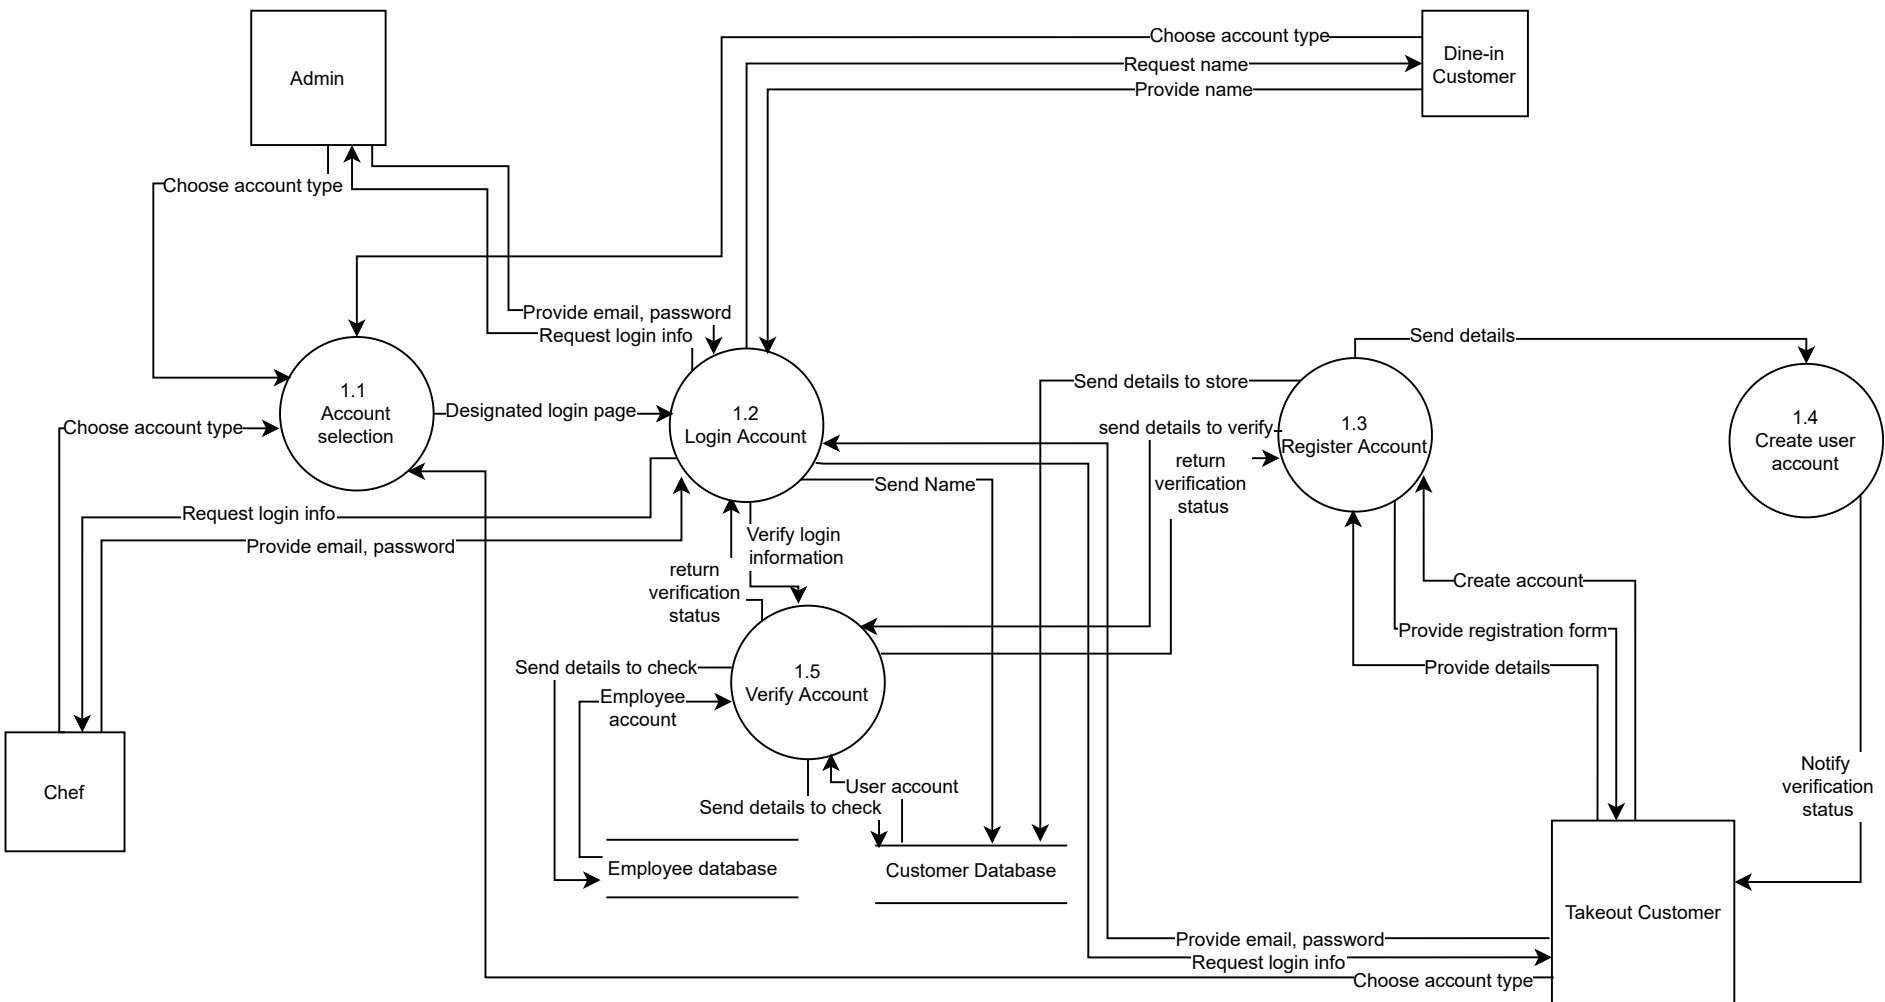 Choose account type
Dine-in
Customer
Request name
Provide name
Admin
Choose account type
Provide email, password
Request login info
Send details
Send details to store
1.1
Account
selection
Designated login page
1.2
Login Account
Choose account type
send details to verify
1.3
Register Account
1.4
Create user
account
return
verification
status
Send Name
Request login info
Provide email, password
Verify login
information
return
verification
status
Create account
Provide registration form
Provide details
Send details to check
1.5
Verify Account
Employee
account
Notify
verification
status
Chef
User account
Send details to check
Employee database
Customer Database
Takeout Customer
Provide email, password
Request login info
Choose account type